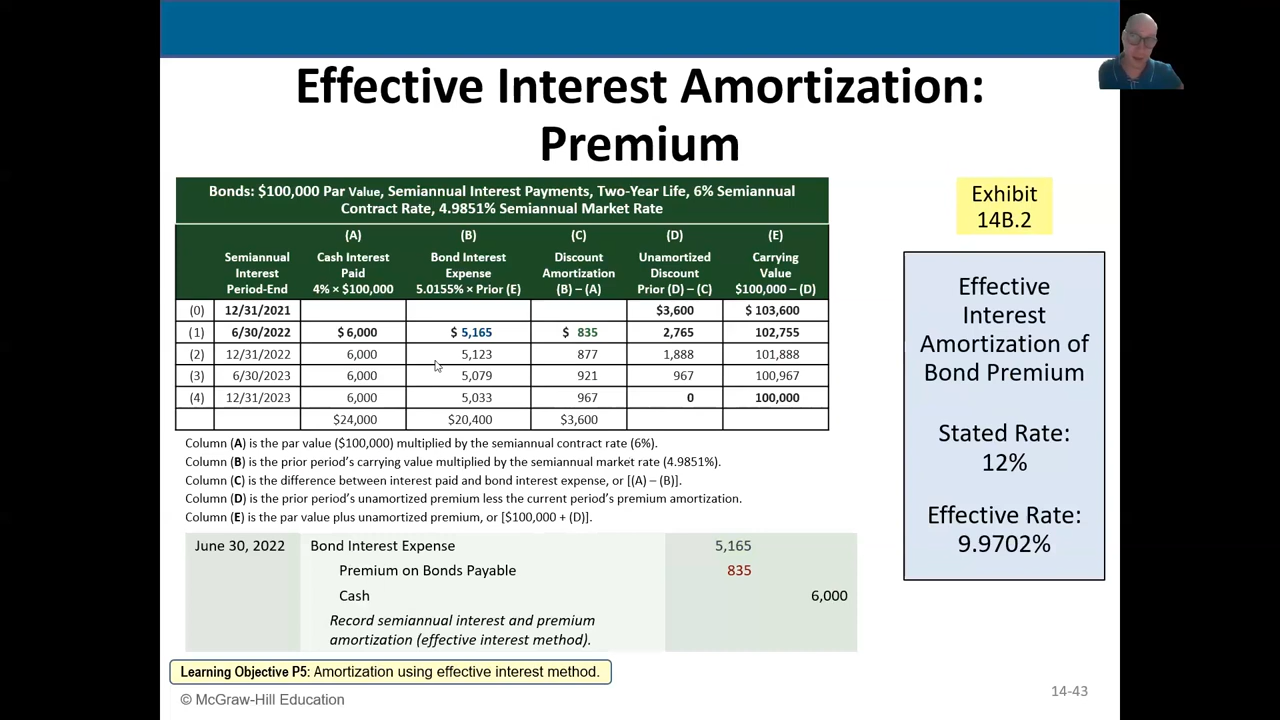 Effective Interest Amortization:
Premium
Bonds: $100,000 Par Value, Semiannual Interest Payments, Two-Year Life, 6% Semiannual
Contract Rate, 4.9851% Semiannual Market Rate
(A) (B) (C) (D) (E)
Semiannual Cash Interest Bond Interest Discount Unamortized Carrying
Interest Paid Expense Amortization Discount Value
Period-End 4% × $100,000 5.0155% × Prior (E) (B) – (A) Prior (D) – (C) $100,000 – (D)
(0) 12/31/2021 $3,600 $ 103,600
(1) 6/30/2022 $ 6,000 $ 5,165 $ 835 2,765 102,755
(2) 12/31/2022 6,000 5,123 877 1,888 101,888
(3) 6/30/2023 6,000 5,079 921 967 100,967
(4) 12/31/2023 6,000 5,033 967 0 100,000
$24,000 $20,400 $3,600
Column (A) is the par value ($100,000) multiplied by the semiannual contract rate (6%).
Column (B) is the prior period's carrying value multiplied by the semiannual market rate (4.9851%).
Column (C) is the difference between interest paid and bond interest expense, or [(A) – (B)].
Column (D) is the prior period's unamortized premium less the current period's premium amortization.
Column (E) is the par value plus unamortized premium, or [$100,000 + (D)].
June 30, 2022 Bond Interest Expense 5,165
Premium on Bonds Payable 835
Cash 6,000
Record semiannual interest and premium
amortization (effective interest method).
Exhibit
14B.2
Effective
Interest
Amortization of
Bond Premium
Stated Rate:
12%
Effective Rate:
9.9702%
Learning Objective P5: Amortization using effective interest method.
© McGraw-Hill Education
14-43